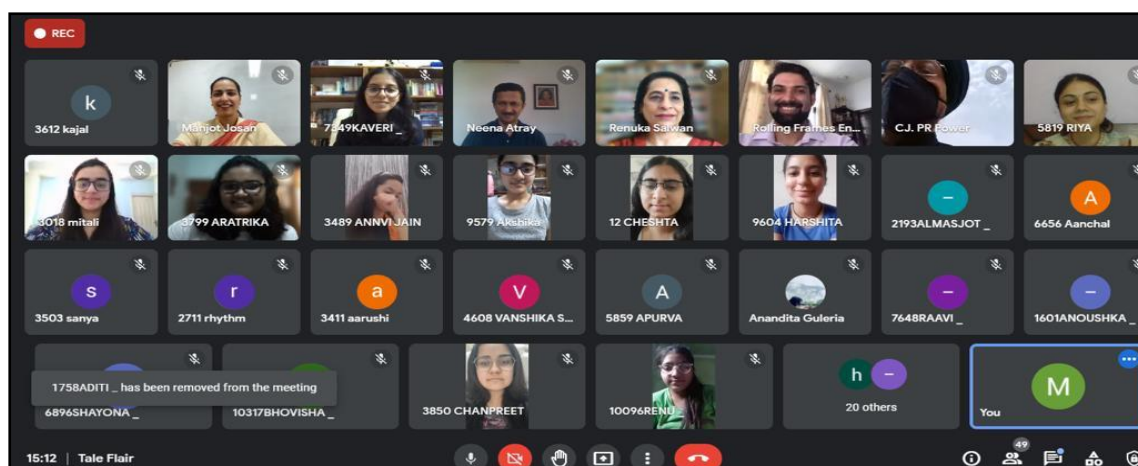 REC
k
3612 kajal
Manjot Josan
7349KAVERI _
Neena Atray
Renuka Salwan
Rolling Frames En...
CJ. PR Power
5819 RIYA
3018 mitali
3799 ARATRIKA
3489 ANNVI JAIN
9579 Akshika
12 CHESHTA
9604 HARSHITA
–
2193ALMASJOT _
A
6656 Aanchal
s
3503 sanya
r
2711 rhythm
a
3411 aarushi
V
4608 VANSHIKA S...
A
5859 APURVA
Anandita Guleria
–
7648RAAVI _
–
1601ANOUSHKA _
1758ADITI _ has been removed from the meeting
6896SHAYONA _
10317BHOVISHA _
3850 CHANPREET
10096RENU
h –
20 others
M
You
15:12 | Tale Flair
49